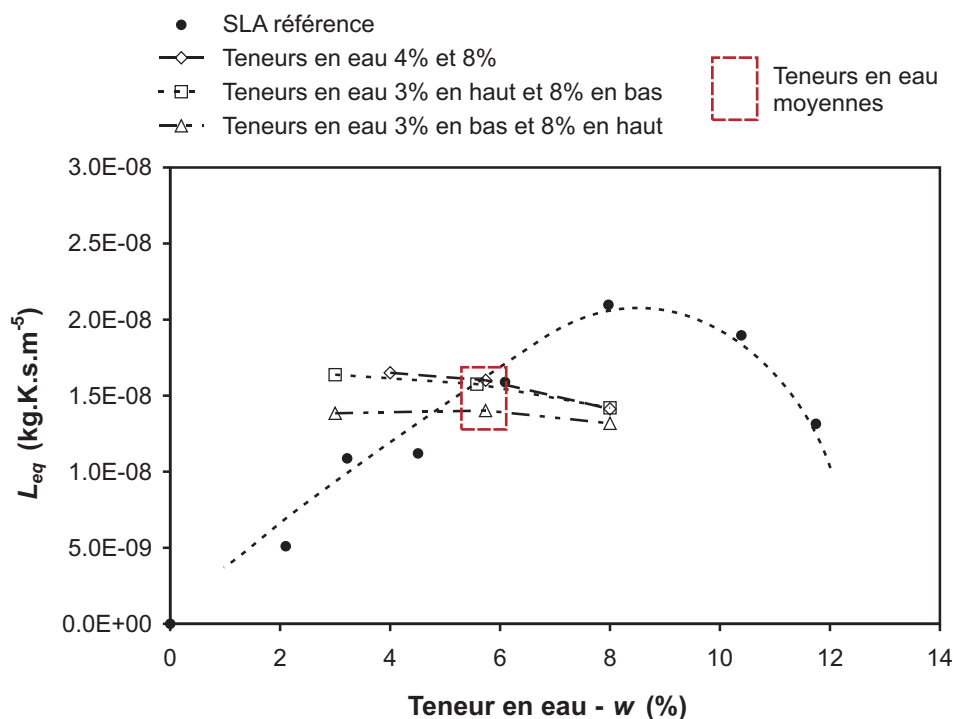 SLA référence
Teneurs en eau 4% et 8%
Teneurs en eau 3% en haut et 8% en bas
Teneurs en eau 3% en bas et 8% en haut
Teneurs en eau
moyennes
3.0E-08
2.5E-08
2.0E-08
1.5E-08
1.0E-08
5.0E-09
0.0E+00
L_eq (kg.K.s.m^-5)
0 2 4 6 8 10 12 14
Teneur en eau - w (%)